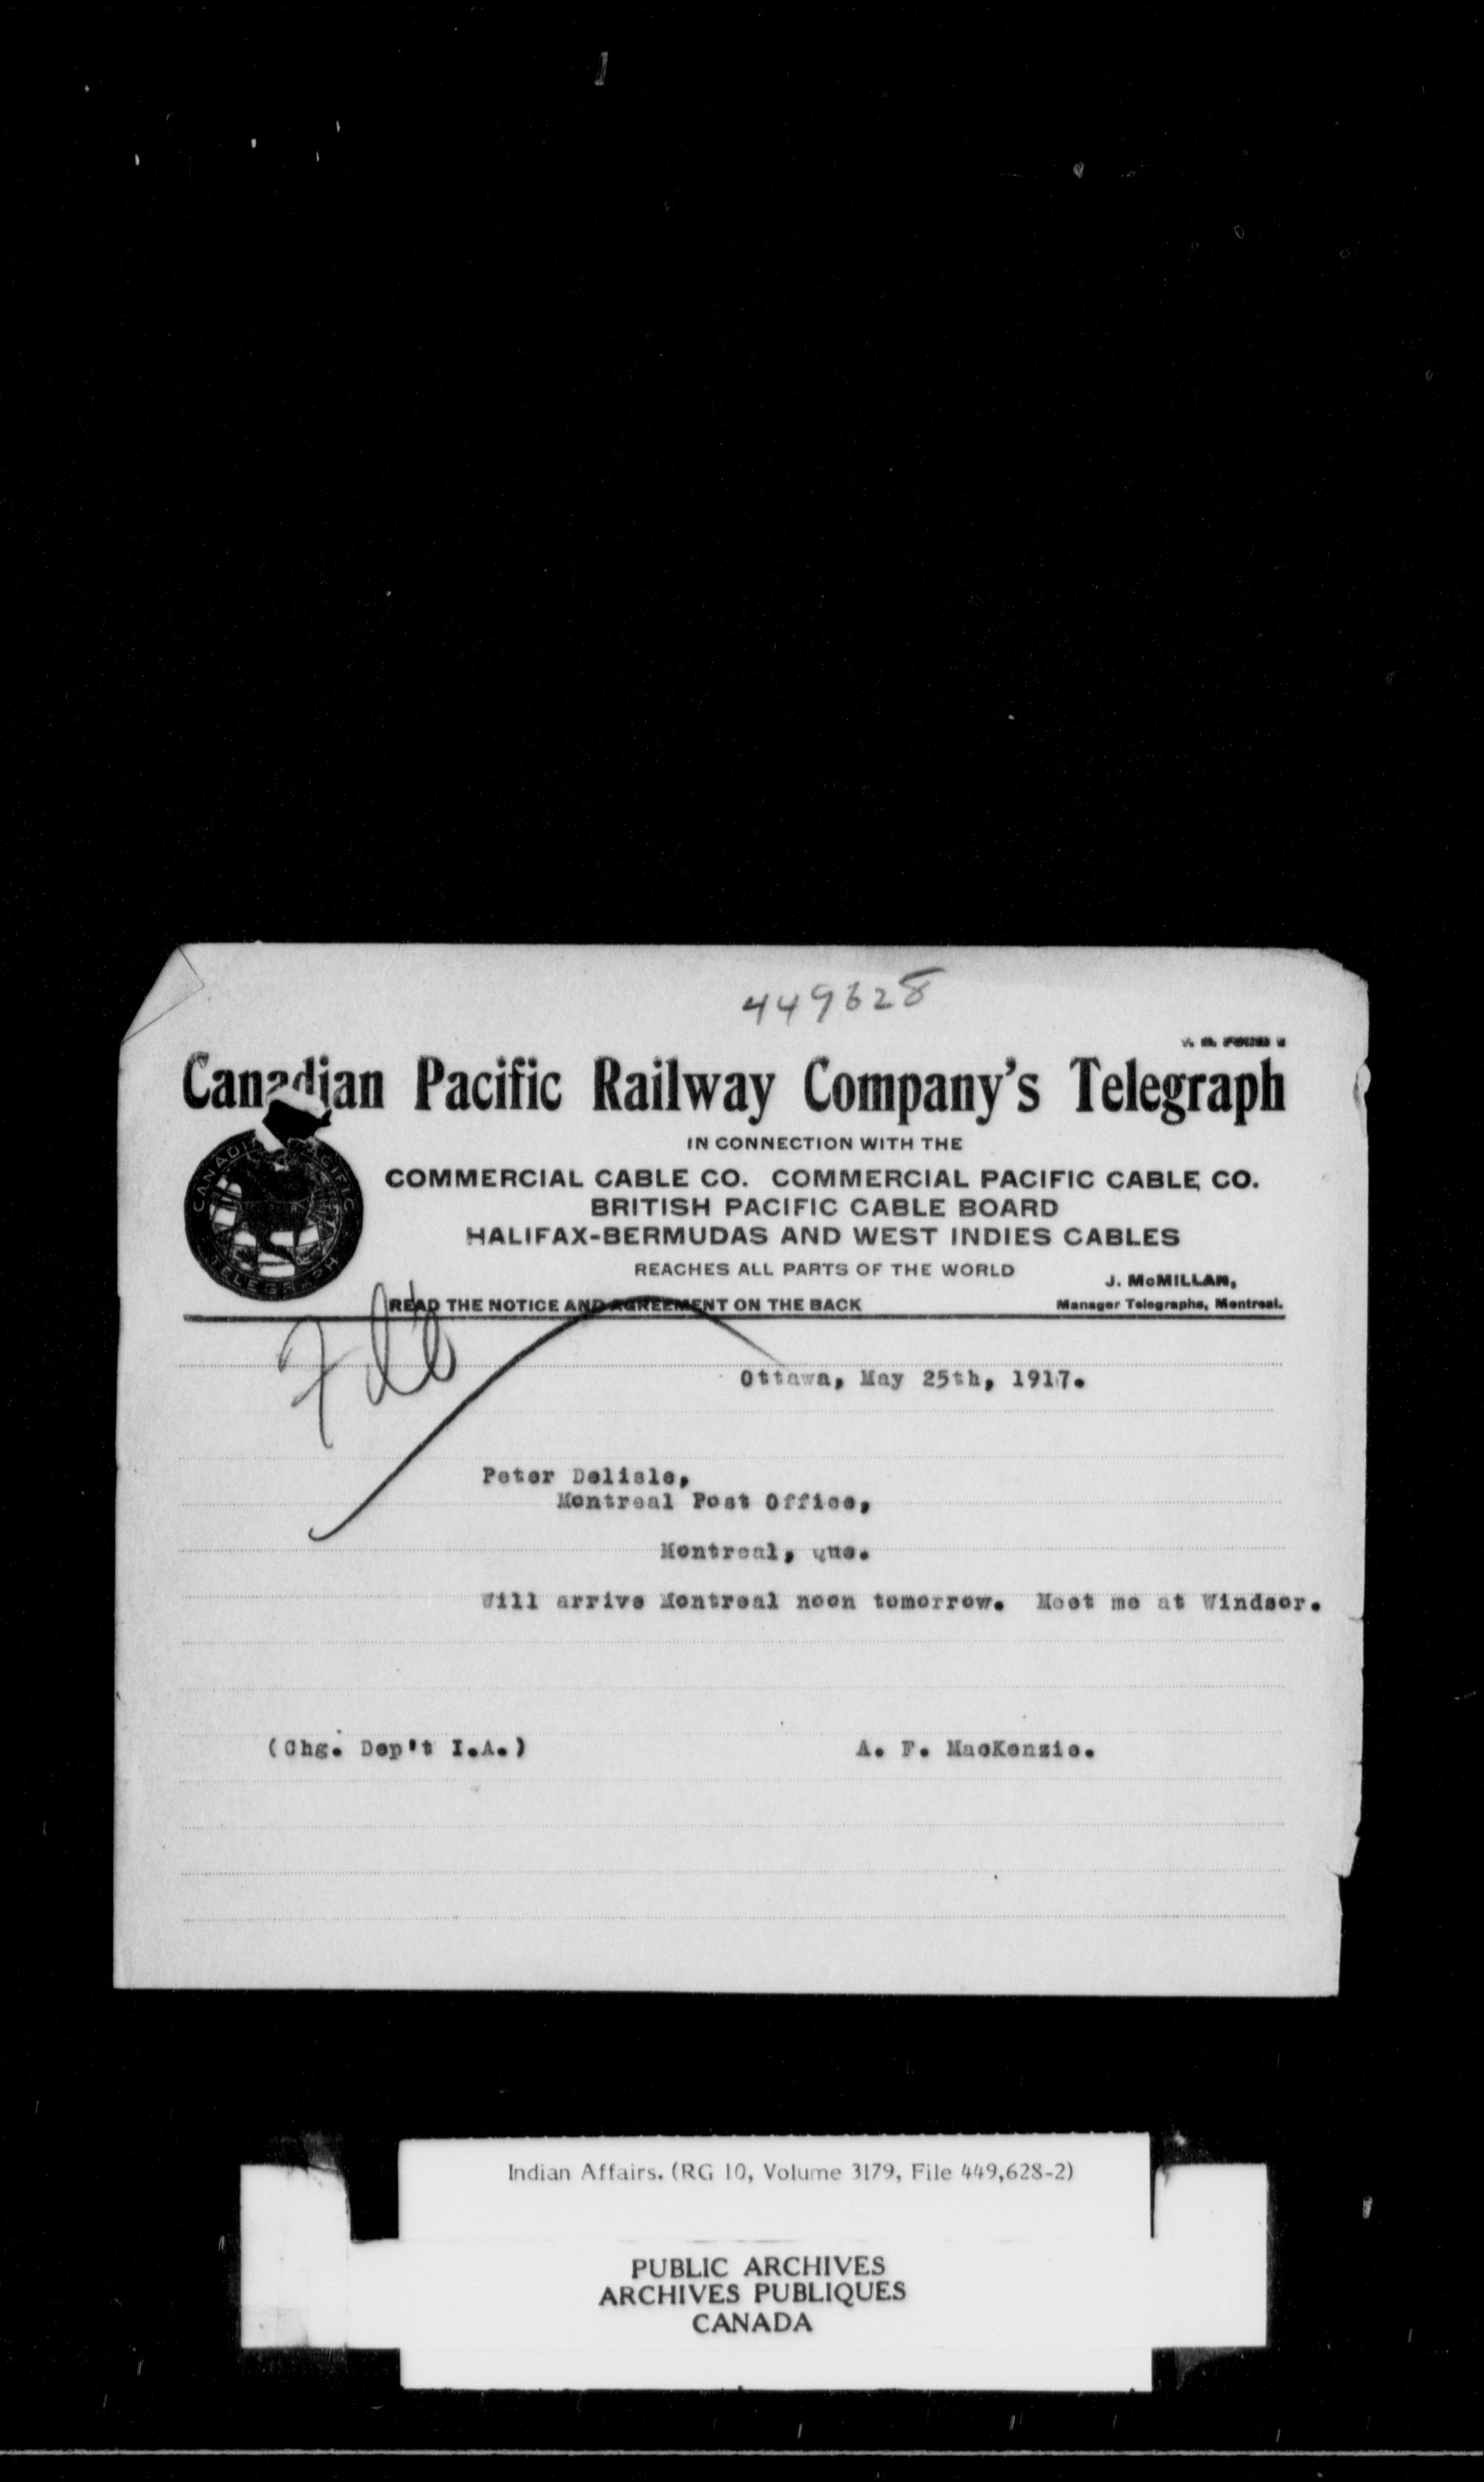 449628
Canadian Pacific Railway Company's Telegraph
IN CONNECTION WITH THE
COMMERCIAL CABLE CO. COMMERCIAL PACIFIC CABLE CO.
BRITISH PACIFIC CABLE BOARD
HALIFAX-BERMUDAS AND WEST INDIES CABLES
REACHES ALL PARTS OF THE WORLD
J. McMILLAN,
READ THE NOTICE AND AGREEMENT ON THE BACK
Manager Telegraphs, Montreal.
CANADIAN PACIFIC
TELEGRAPH
File
Ottawa, May 25th, 1917.
Peter Delisle,
Montreal Post Office,
Montreal, Que.
Will arrive Montreal noon tomorrow. Meet me at Windsor.
(Chg. Dep't I.A.) A. F. MacKenzie.
Indian Affairs. (RG 10, Volume 3179, File 449,628-2)
PUBLIC ARCHIVES
ARCHIVES PUBLIQUES
CANADA